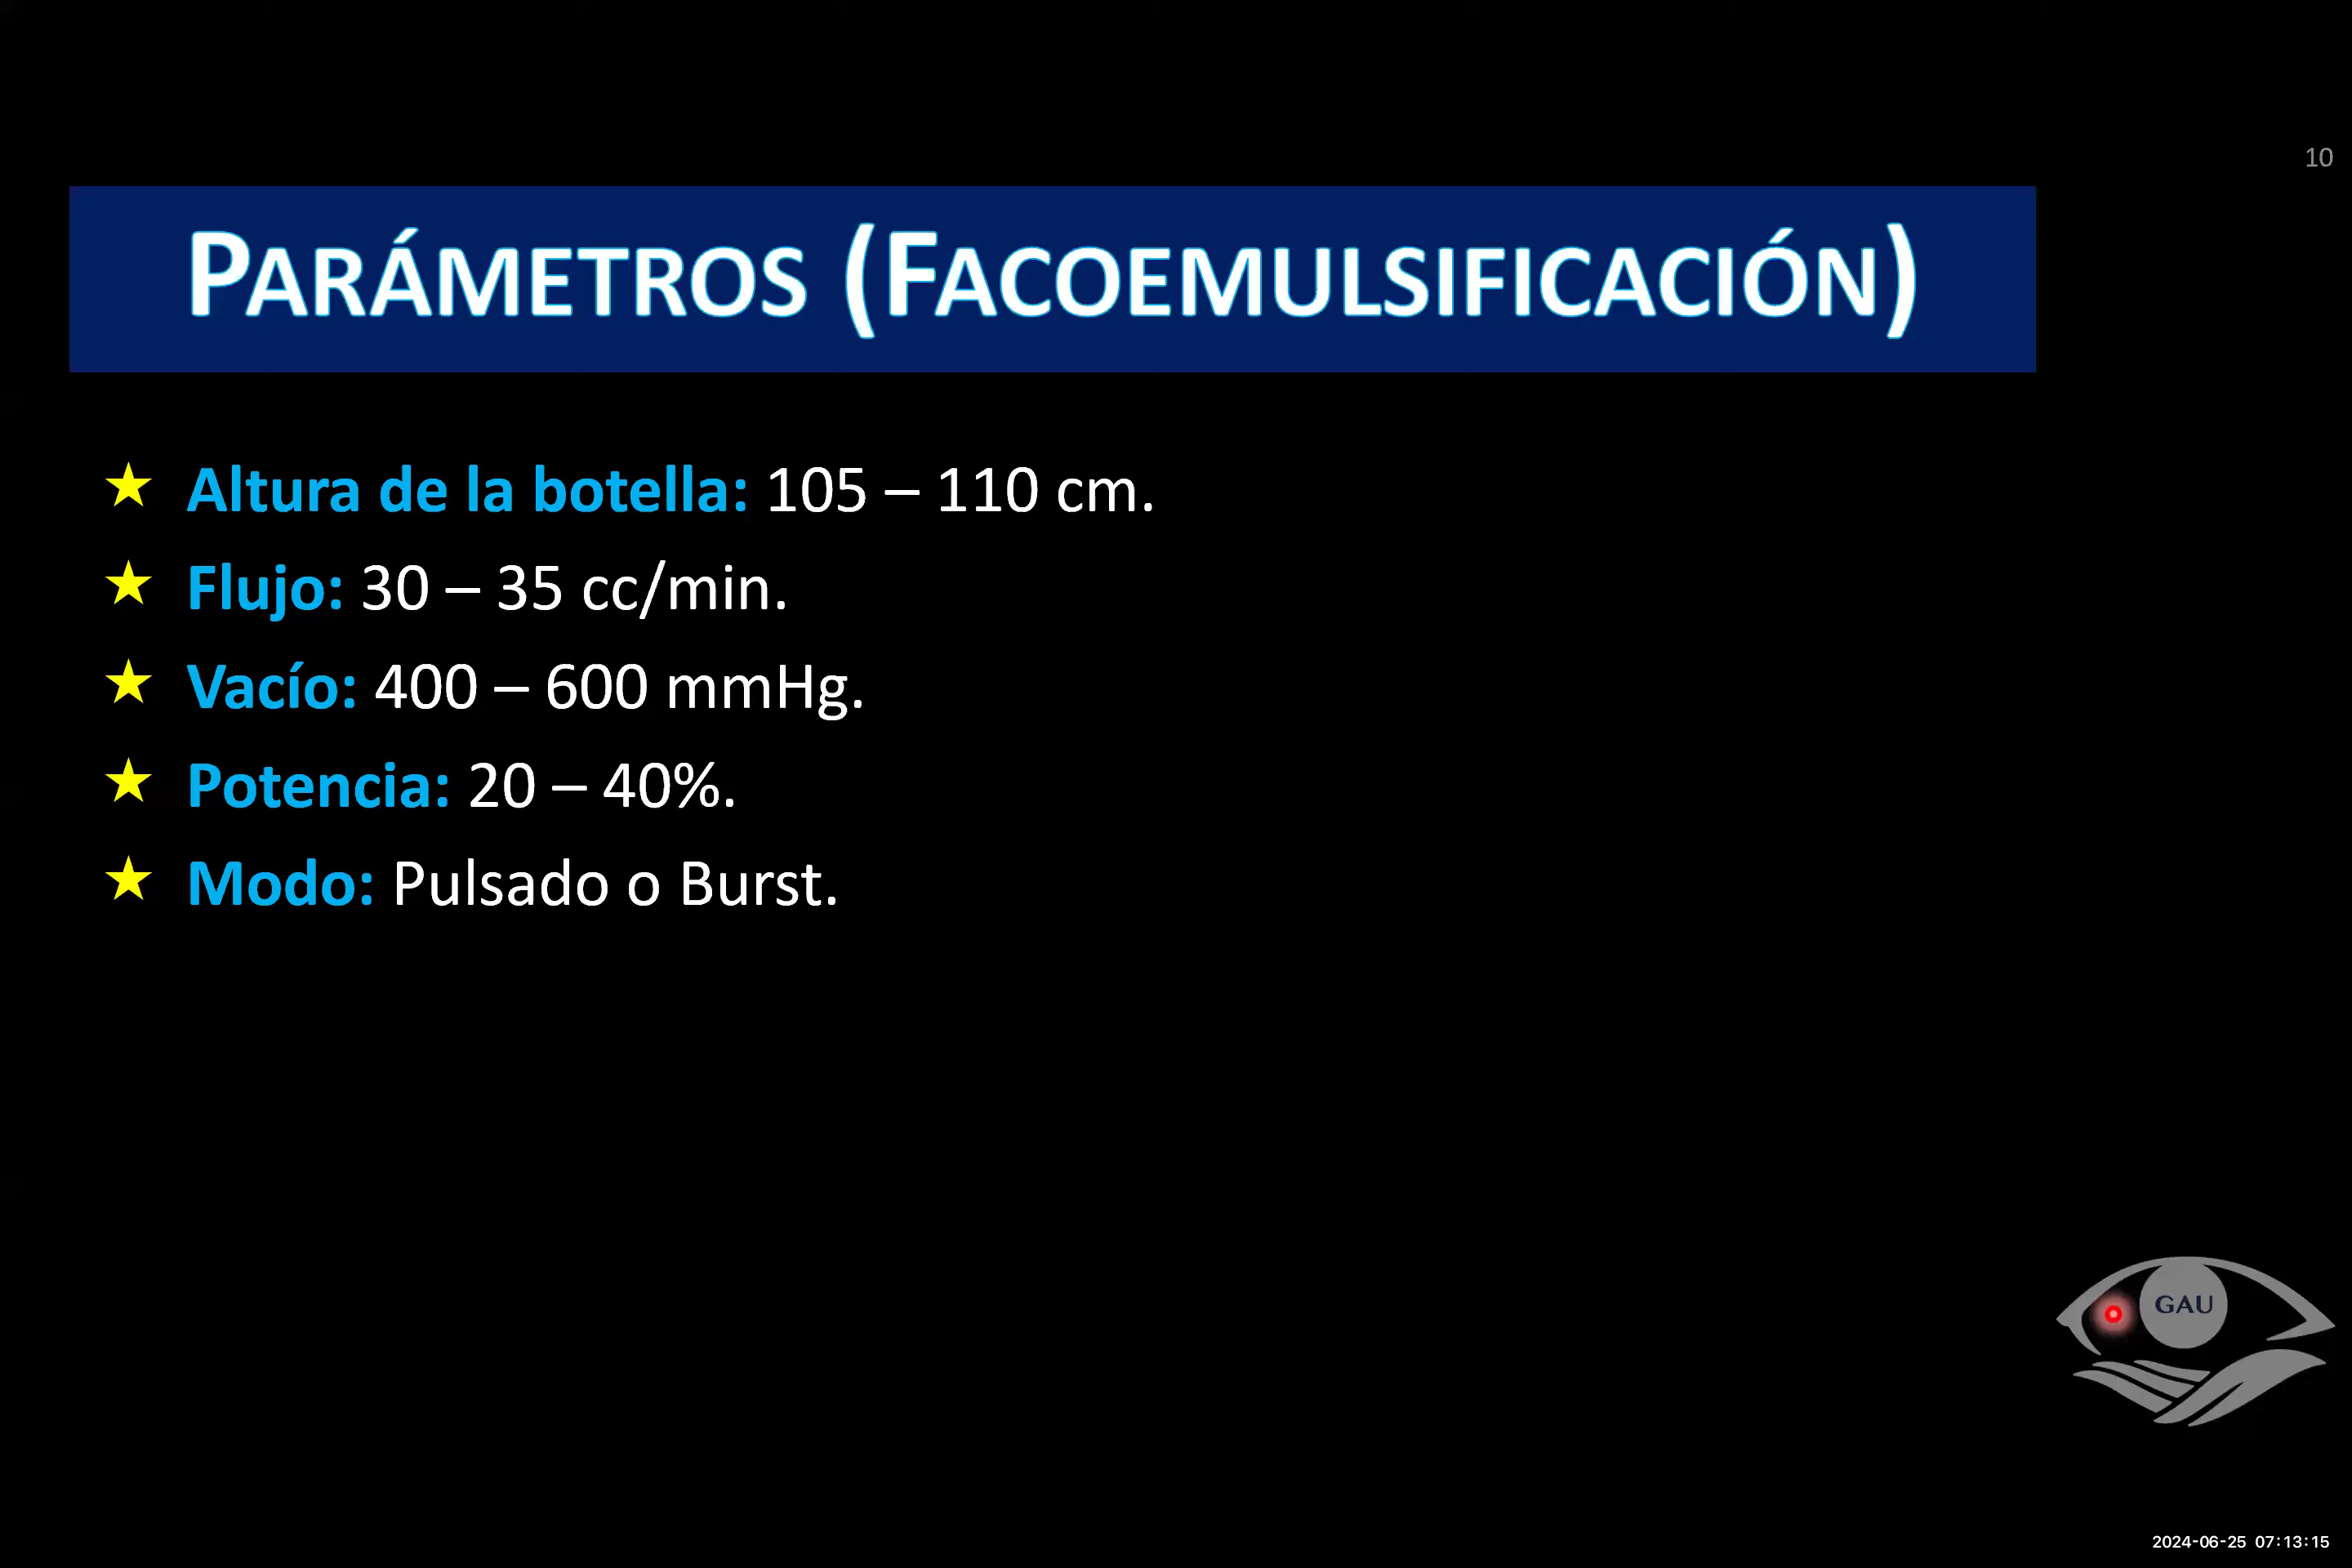 10
PARÁMETROS (FACOEMULSIFICACIÓN)
★ Altura de la botella: 105 – 110 cm.
★ Flujo: 30 – 35 cc/min.
★ Vacío: 400 – 600 mmHg.
★ Potencia: 20 – 40%.
★ Modo: Pulsado o Burst.
GAU
2024-06-25 07:13:15